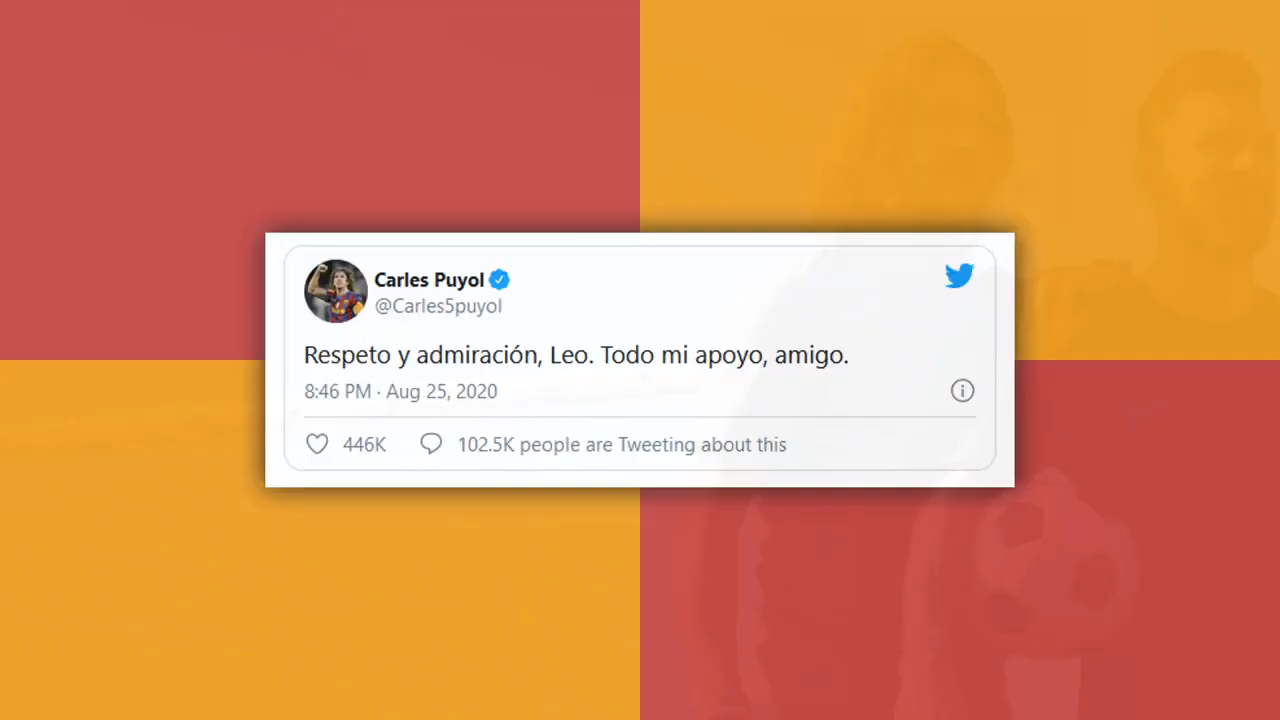 Carles Puyol
@Carles5puyol
Respeto y admiración, Leo. Todo mi apoyo, amigo.
8:46 PM · Aug 25, 2020
446K 102.5K people are Tweeting about this